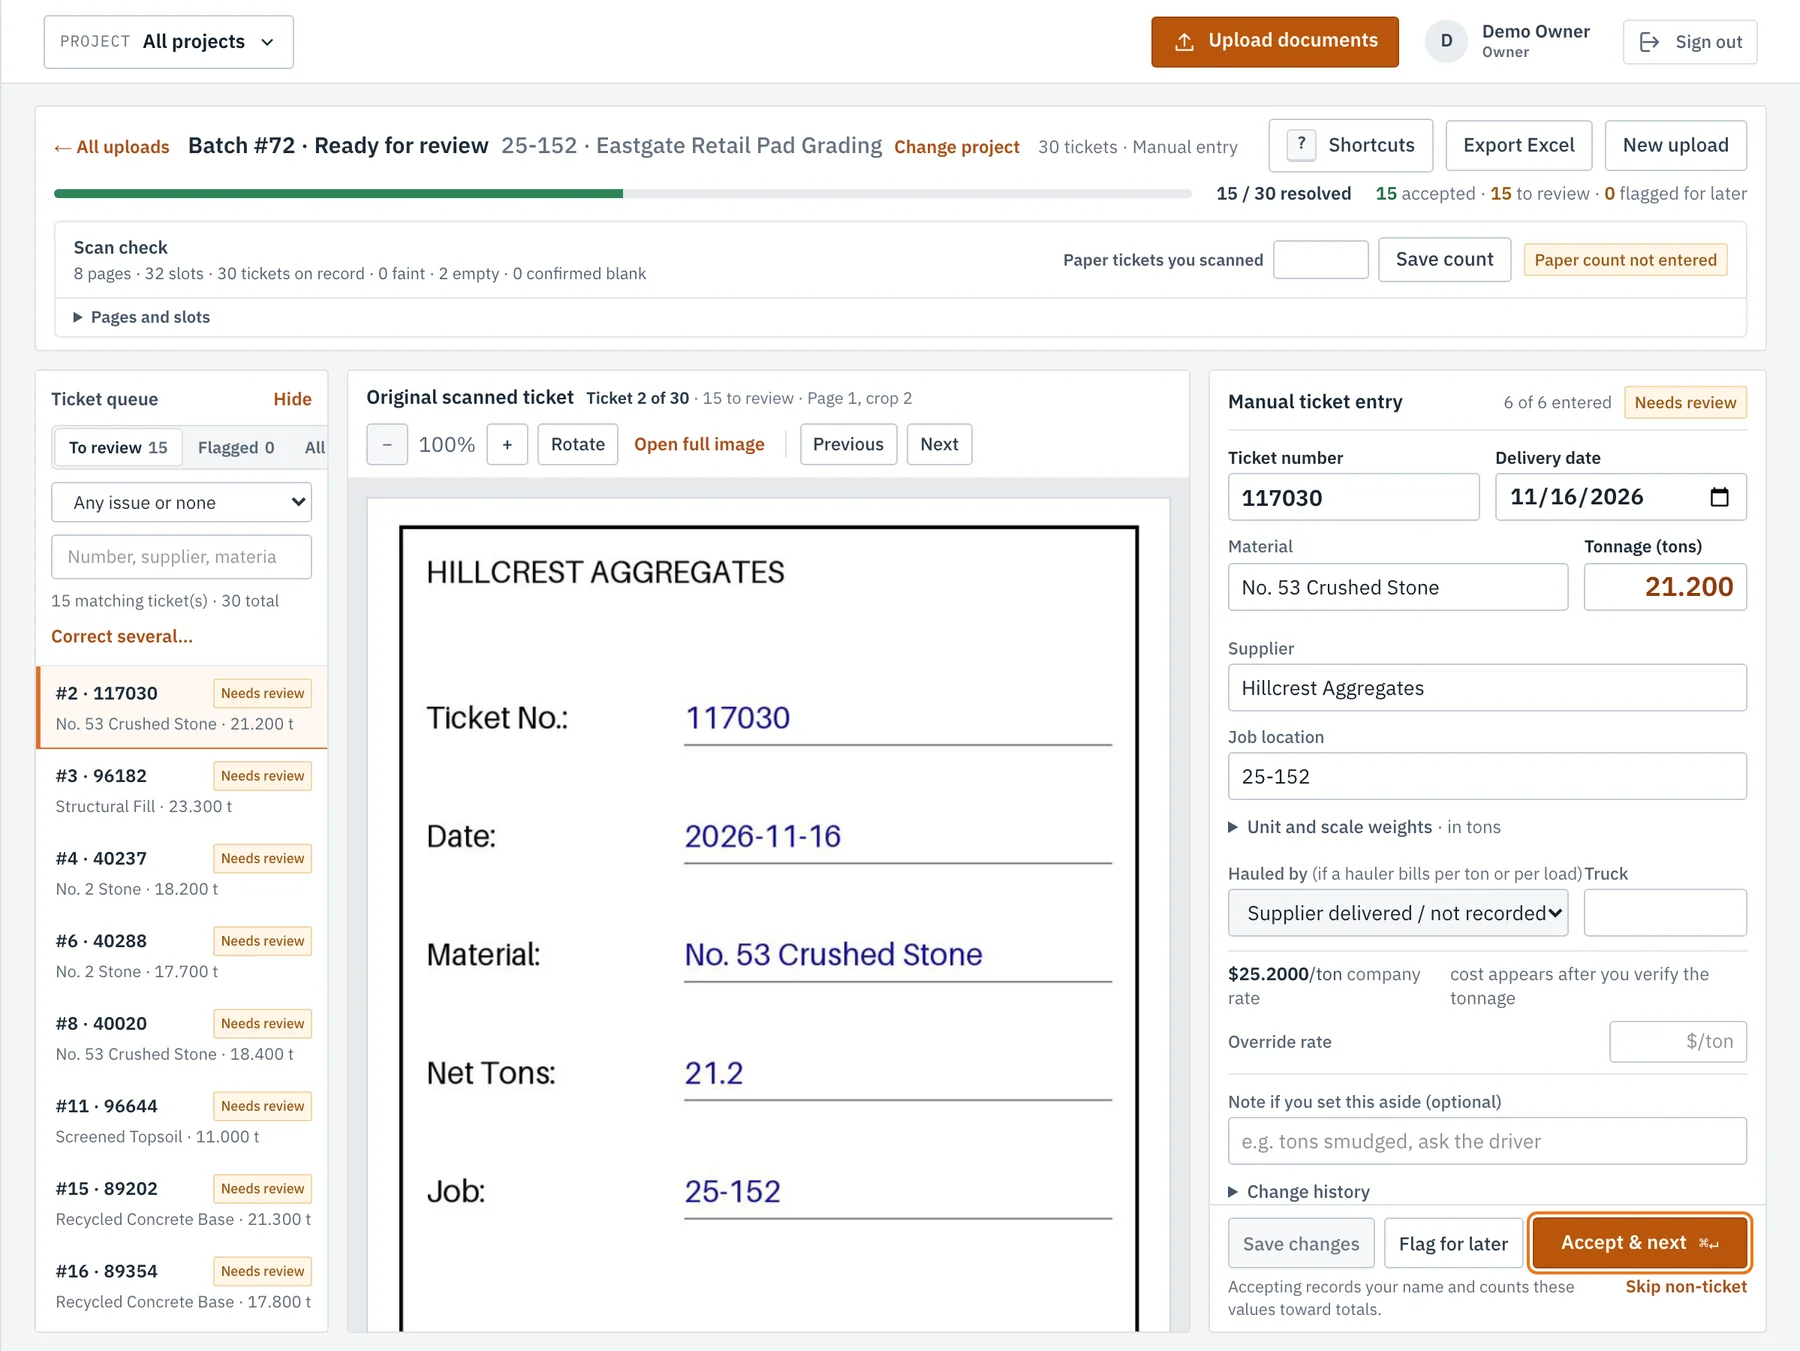 PROJECT All projects
Upload documents
D
Demo Owner
Owner
Sign out
← All uploads Batch #72 · Ready for review 25-152 · Eastgate Retail Pad Grading Change project 30 tickets · Manual entry
? Shortcuts
Export Excel
New upload
15 / 30 resolved 15 accepted · 15 to review · 0 flagged for later
Scan check
8 pages · 32 slots · 30 tickets on record · 0 faint · 2 empty · 0 confirmed blank
Paper tickets you scanned
Save count
Paper count not entered
Pages and slots
Ticket queue
Hide
To review 15
Flagged 0
All
Any issue or none
Number, supplier, materia
15 matching ticket(s) · 30 total
Correct several...
#2 · 117030 Needs review
No. 53 Crushed Stone · 21.200 t
#3 · 96182 Needs review
Structural Fill · 23.300 t
#4 · 40237 Needs review
No. 2 Stone · 18.200 t
#6 · 40288 Needs review
No. 2 Stone · 17.700 t
#8 · 40020 Needs review
No. 53 Crushed Stone · 18.400 t
#11 · 96644 Needs review
Screened Topsoil · 11.000 t
#15 · 89202 Needs review
Recycled Concrete Base · 21.300 t
#16 · 89354 Needs review
Recycled Concrete Base · 17.800 t
Original scanned ticket Ticket 2 of 30 · 15 to review · Page 1, crop 2
− 100% + Rotate Open full image Previous Next
HILLCREST AGGREGATES
Ticket No.: 117030
Date: 2026-11-16
Material: No. 53 Crushed Stone
Net Tons: 21.2
Job: 25-152
Manual ticket entry 6 of 6 entered Needs review
Ticket number
117030
Delivery date
11/16/2026
Material
No. 53 Crushed Stone
Tonnage (tons)
21.200
Supplier
Hillcrest Aggregates
Job location
25-152
Unit and scale weights · in tons
Hauled by (if a hauler bills per ton or per load)
Supplier delivered / not recorded
Truck
$25.2000/ton company
rate
cost appears after you verify the
tonnage
Override rate
$/ton
Note if you set this aside (optional)
e.g. tons smudged, ask the driver
Change history
Save changes
Flag for later
Accept & next ⌘↵
Accepting records your name and counts these
values toward totals.
Skip non-ticket